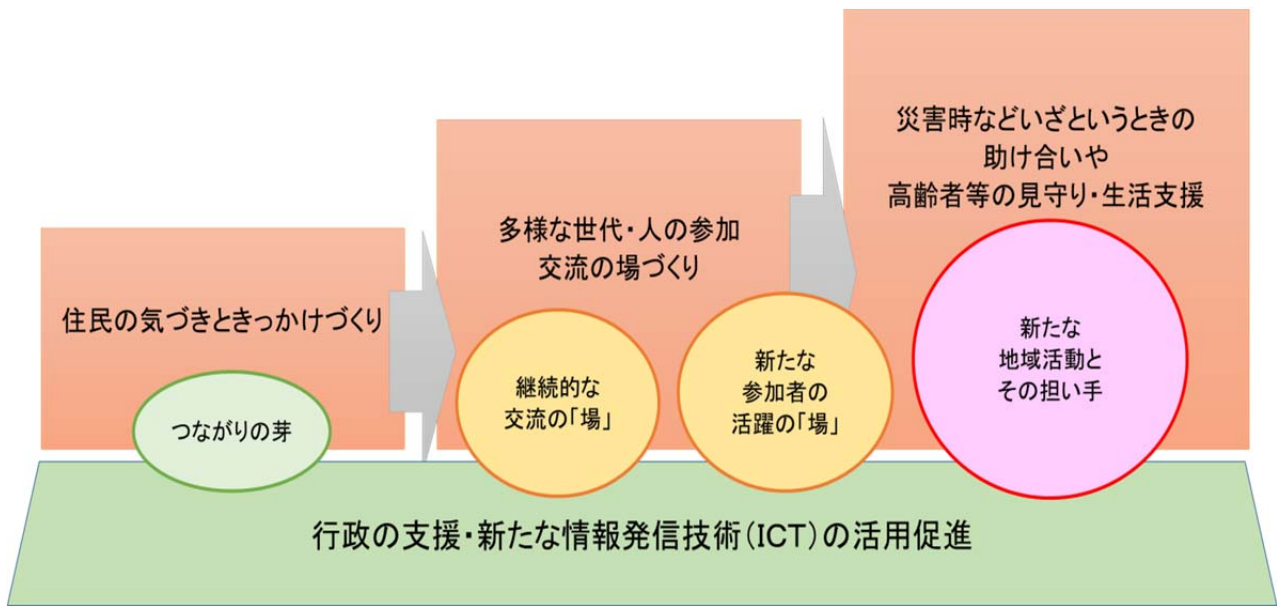 住民の気づきときっかけづくり
つながりの芽
多様な世代・人の参加
交流の場づくり
継続的な
交流の「場」
新たな
参加者の
活躍の「場」
災害時などいざというときの
助け合いや
高齢者等の見守り・生活支援
新たな
地域活動と
その担い手
行政の支援・新たな情報発信技術(ICT)の活用促進